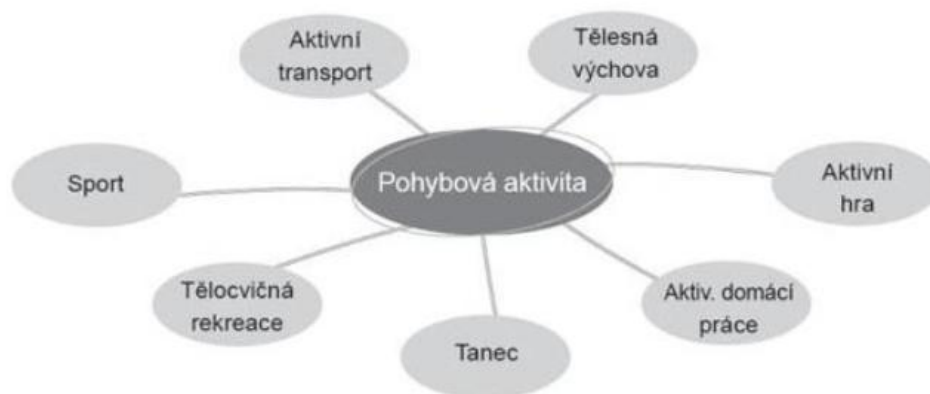 Aktivní
transport
Tělesná
výchova
Sport
Pohybová aktivita
Aktivní
hra
Tělocvičná
rekreace
Tanec
Aktiv. domácí
práce